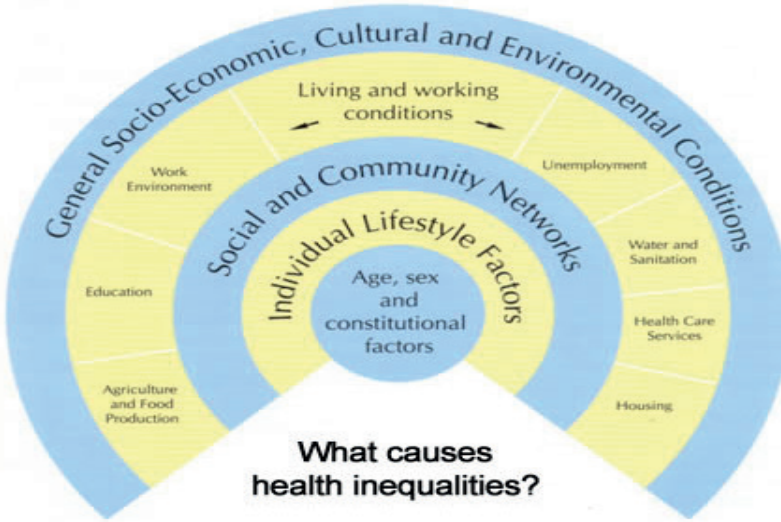 General Socio-Economic, Cultural and Environmental Conditions
Living and working
conditions
Work
Environment
Unemployment
Social and Community Networks
Education
Water and
Sanitation
Individual Lifestyle Factors
Age, sex
and
constitutional
factors
Health Care
Services
Agriculture
and Food
Production
Housing
What causes
health inequalities?